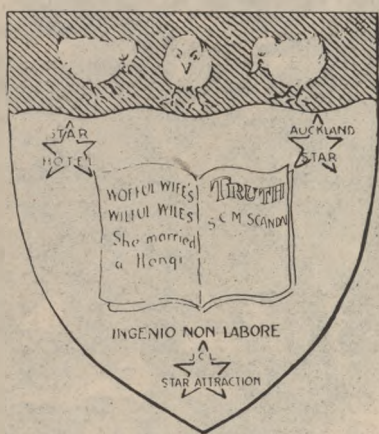 STAR
HOTEL
AUCKLAND
STAR
WOFFUL WIFE'S
WILFUL WILES
She married
a Hongi
TRUTH
S.C.M. SCANDAL
INGENIO NON LABORE
JCL
STAR ATTRACTION